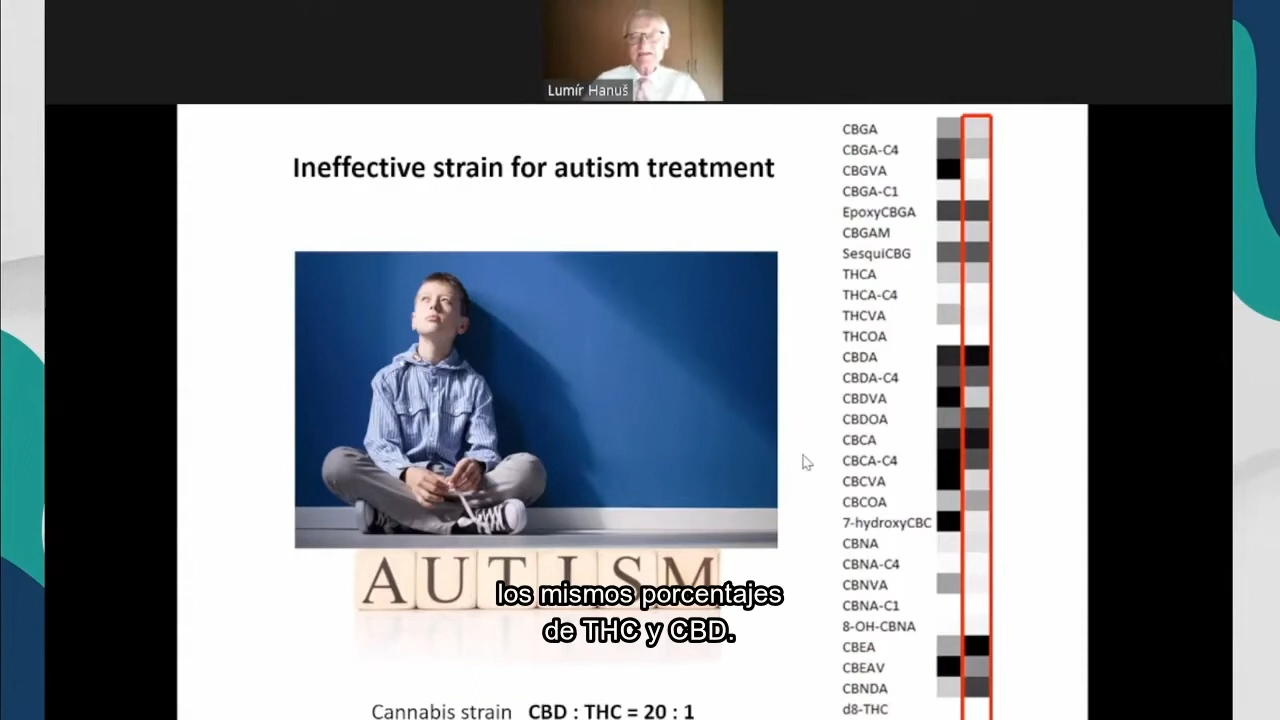 Lumír Hanuš
Ineffective strain for autism treatment
AUTISM
los mismos porcentajes
de THC y CBD.
Cannabis strain CBD : THC = 20 : 1
CBGA
CBGA-C4
CBGVA
CBGA-C1
EpoxyCBGA
CBGAM
SesquiCBG
THCA
THCA-C4
THCVA
THCOA
CBDA
CBDA-C4
CBDVA
CBDOA
CBCA
CBCA-C4
CBCVA
CBCOA
7-hydroxyCBC
CBNA
CBNA-C4
CBNVA
CBNA-C1
8-OH-CBNA
CBEA
CBEAV
CBNDA
d8-THC